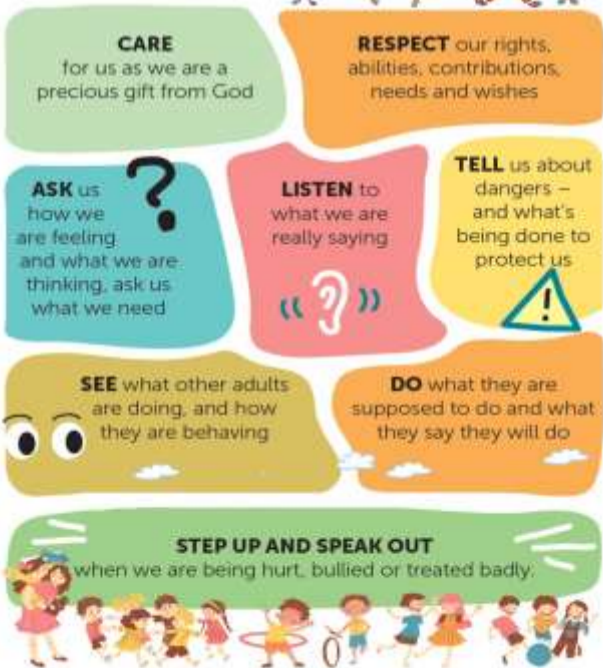 CARE
for us as we are a
precious gift from God
RESPECT our rights,
abilities, contributions,
needs and wishes
ASK us
how we
are feeling
and what we are
thinking, ask us
what we need
?
LISTEN to
what we are
really saying
TELL us about
dangers –
and what's
being done to
protect us
!
SEE what other adults
are doing, and how
they are behaving
DO what they are
supposed to do and what
they say they will do
STEP UP AND SPEAK OUT
when we are being hurt, bullied or treated badly.